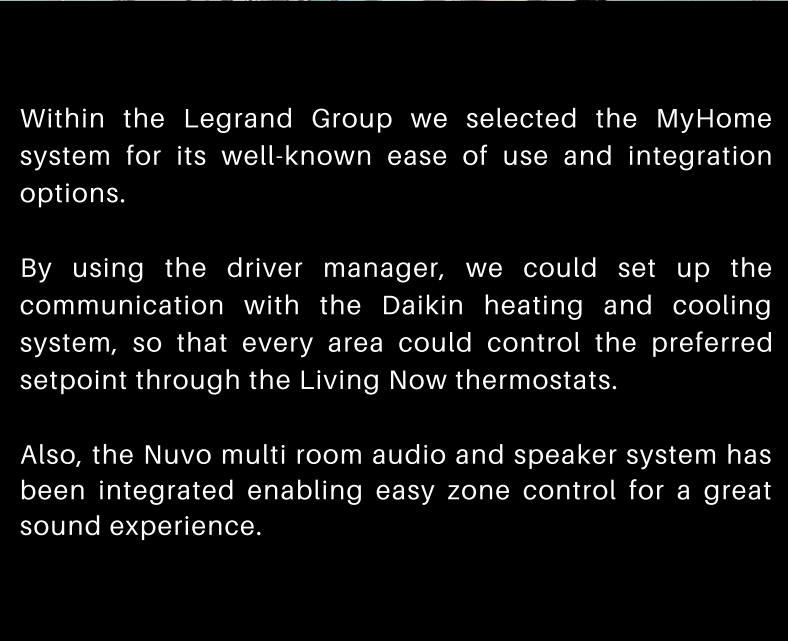 Within the Legrand Group we selected the MyHome
system for its well-known ease of use and integration
options.
By using the driver manager, we could set up the
communication with the Daikin heating and cooling
system, so that every area could control the preferred
setpoint through the Living Now thermostats.
Also, the Nuvo multi room audio and speaker system has
been integrated enabling easy zone control for a great
sound experience.